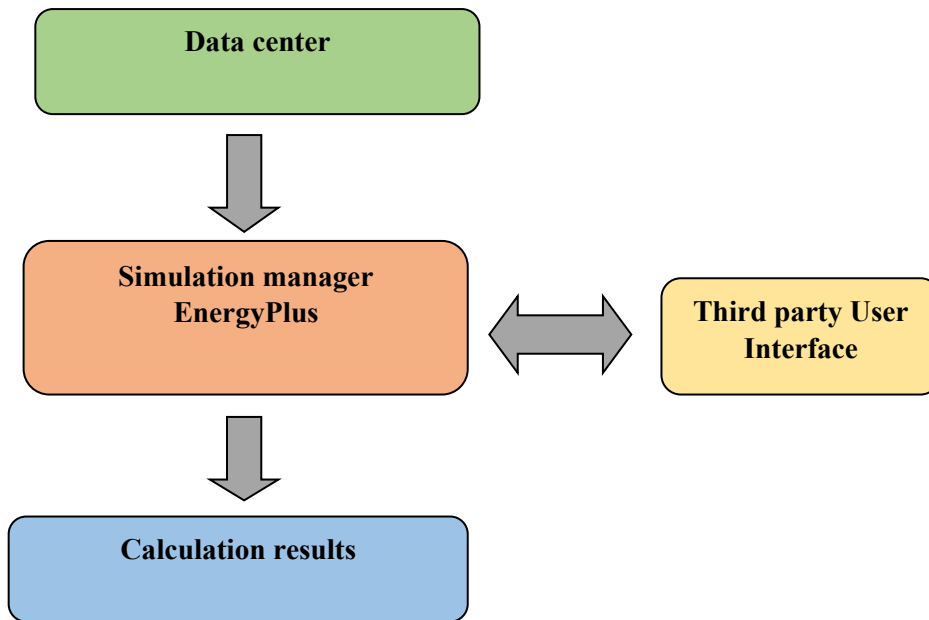 Data center
Simulation manager
EnergyPlus
Third party User
Interface
Calculation results